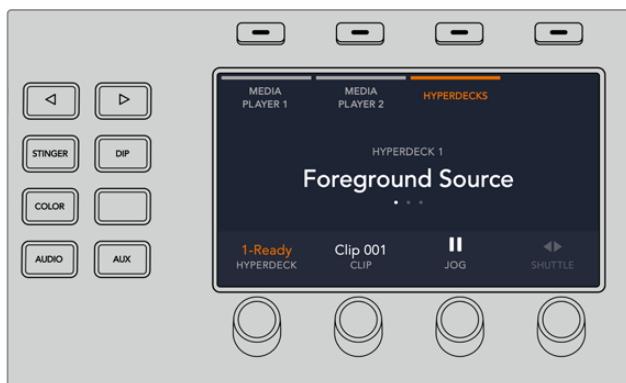 MEDIA PLAYER 1
MEDIA PLAYER 2
HYPERDECKS
STINGER
DIP
COLOR
AUDIO
AUX
HYPERDECK 1
Foreground Source
1-Ready
HYPERDECK
Clip 001
CLIP
JOG
SHUTTLE